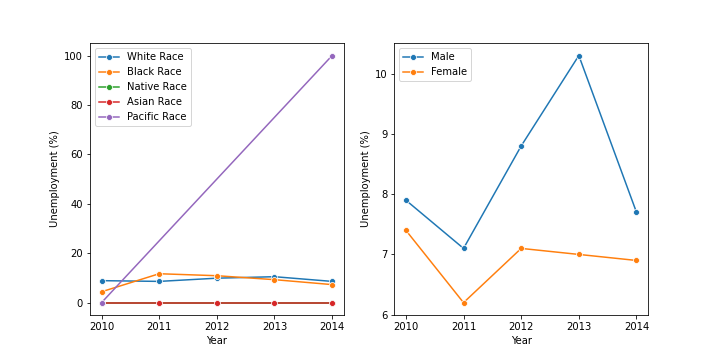 White Race
Black Race
Native Race
Asian Race
Pacific Race
100
80
60
40
20
0
Unemployment (%)
2010 2011 2012 2013 2014
Year
Male
Female
10
9
8
7
6
Unemployment (%)
2010 2011 2012 2013 2014
Year